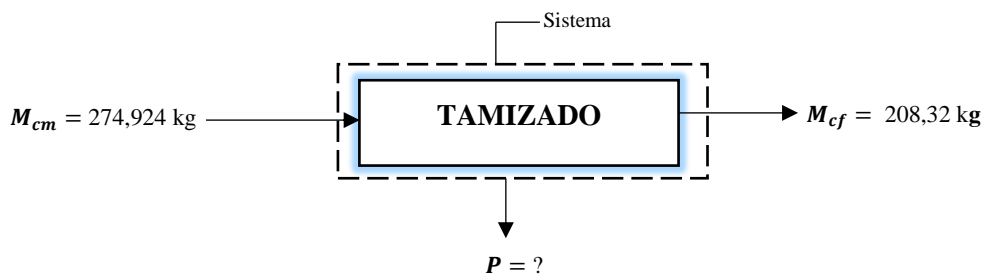 Sistema
TAMIZADO
M_cm = 274,924 kg
M_cf = 208,32 kg
P = ?